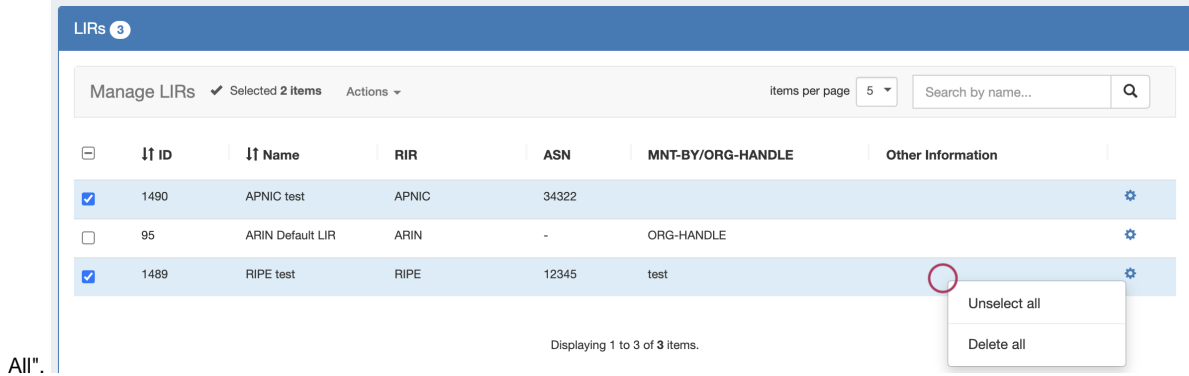 LIRs 3
Manage LIRs Selected 2 items Actions items per page 5 Search by name...
ID Name RIR ASN MNT-BY/ORG-HANDLE Other Information
1490 APNIC test APNIC 34322
95 ARIN Default LIR ARIN - ORG-HANDLE
1489 RIPE test RIPE 12345 test
Unselect all
Displaying 1 to 3 of 3 items.
Delete all
All".